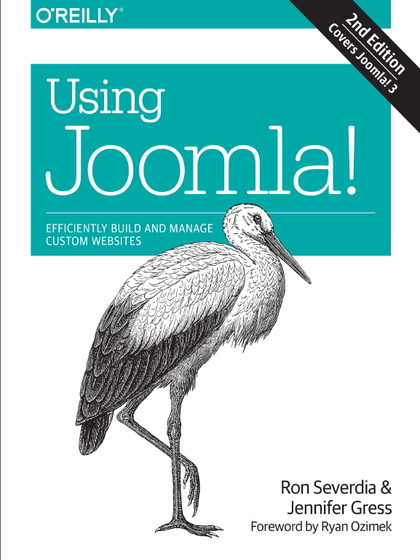 O'REILLY®
2nd Edition
Covers Joomla! 3
Using
Joomla!
EFFICIENTLY BUILD AND MANAGE
CUSTOM WEBSITES
Ron Severdia &
Jennifer Gress
Foreword by Ryan Ozimek